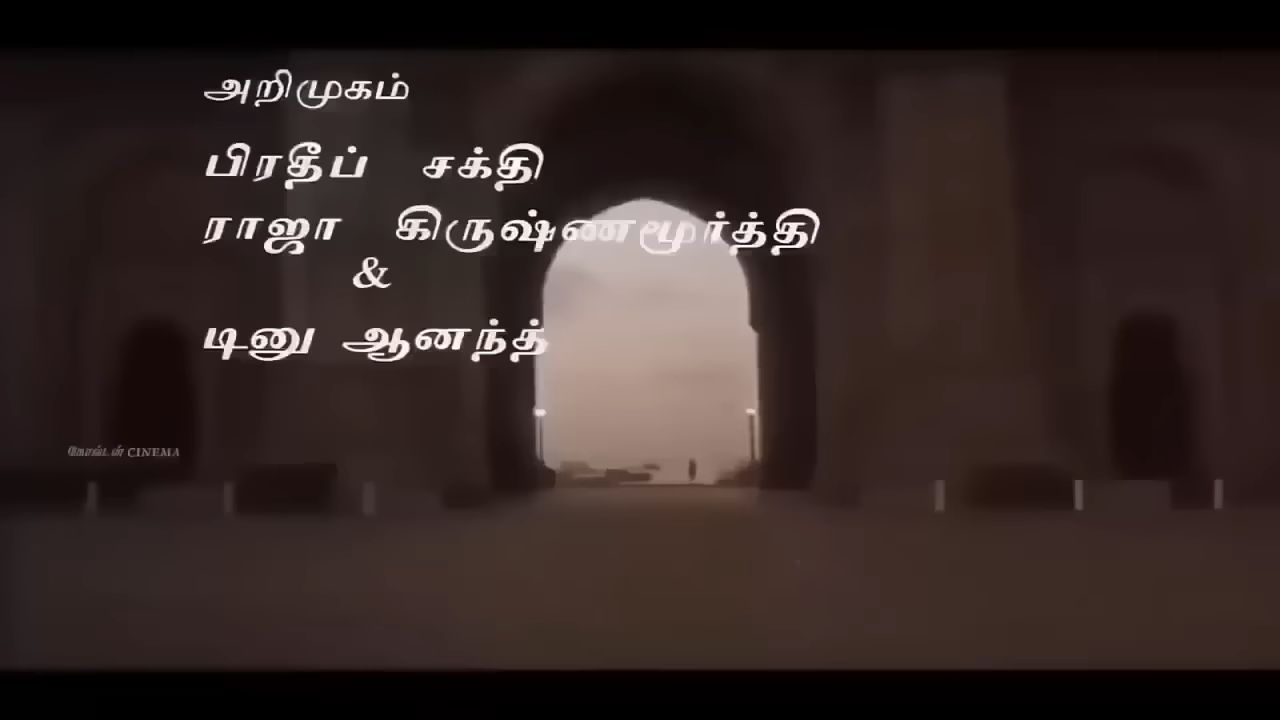 அறிமுகம்
பிரதீப் சக்தி
ராஜா கிருஷ்ணமூர்த்தி
&
டினு ஆனந்த்
CINEMA